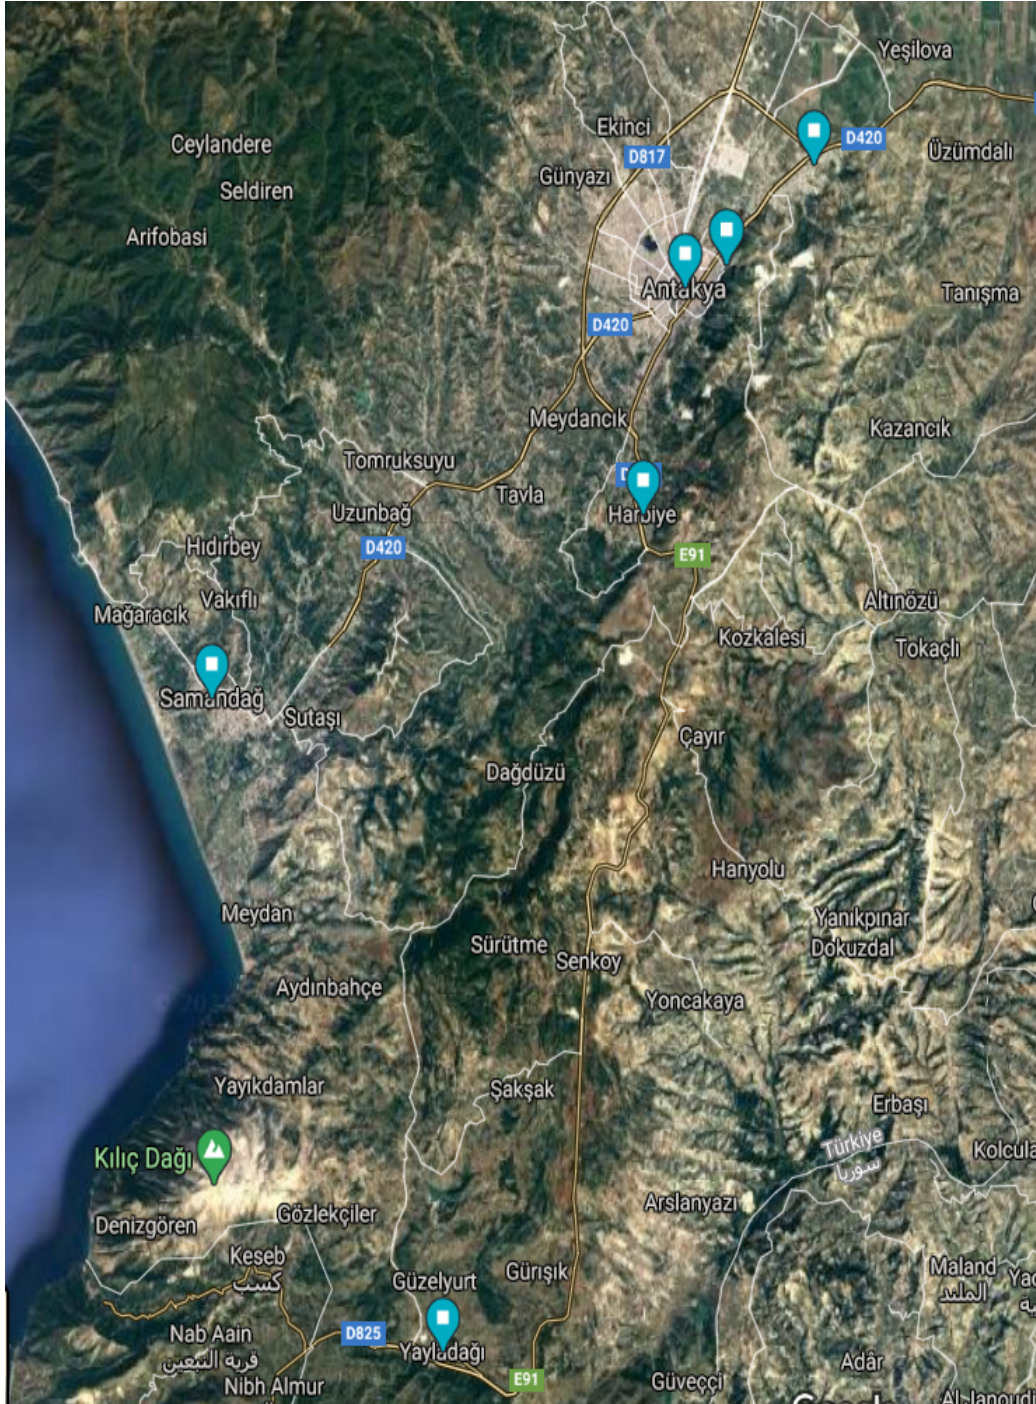 Yeşilova
Ekinci
D420
Ceylandere
D817
Üzümdalı
Günyazı
Seldiren
Arifobasi
Antakya
Tanışma
D420
Meydancık
Kazancık
Tomruksuyu
Tavla
Uzunbağ
Harbiye
Hıdırbey
D420
E91
Vakıflı
Altınözü
Mağaracık
Kozkalesi
Tokaçlı
Samandağ
Sutaşı
Çayır
Dağdüzü
Hanyolu
Meydan
Yanıkpınar
Sürütme
Dokuzdal
Senköy
Aydınbahçe
Yoncakaya
Yayıkdamlar
Şakşak
Erbaşı
Türkiye
سوريا
Kolcula
Kılıç Dağı
Arslanyazı
Gözlekçiler
Denizgören
Keseb
كسب
Maland
الملند
Güzelyurt
Gürışık
D825
Nab Aain
قرية النبعين
Yayladağı
Adâr
E91
Güveççi
Nibh Almur
Al-Janoudi